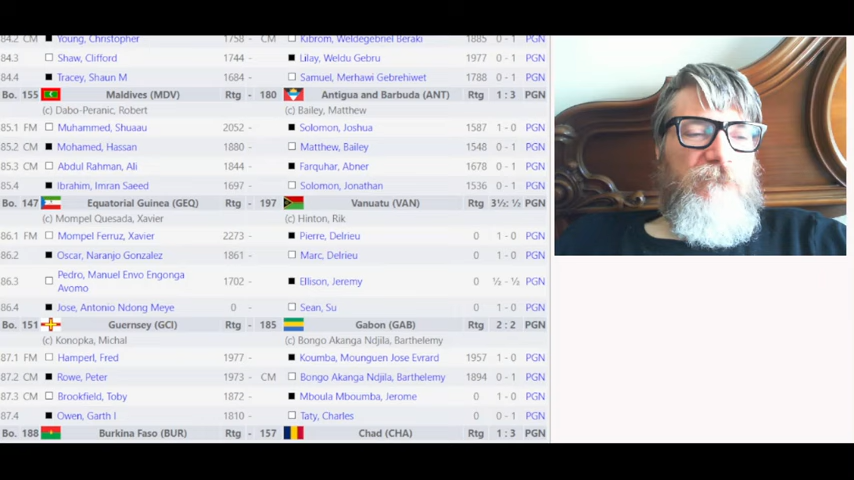 84.2 CM Young, Christopher 1758 - CM Kibrom, Weldegebriel Beraki 1885 0 - 1 PGN
84.3 Shaw, Clifford 1744 - Lilay, Weldu Gebru 1977 0 - 1 PGN
84.4 Tracey, Shaun M 1684 - Samuel, Merhawi Gebrehiwet 1788 0 - 1 PGN
Bo. 155 Maldives (MDV) Rtg - 180 Antigua and Barbuda (ANT) Rtg 1 : 3 PGN
(c) Dabo-Peranic, Robert (c) Bailey, Matthew
85.1 FM Muhammed, Shuaau 2052 - Solomon, Joshua 1587 1 - 0 PGN
85.2 CM Mohamed, Hassan 1880 - Matthew, Bailey 1548 0 - 1 PGN
85.3 CM Abdul Rahman, Ali 1844 - Farquhar, Abner 1678 0 - 1 PGN
85.4 Ibrahim, Imran Saeed 1697 - Solomon, Jonathan 1536 0 - 1 PGN
Bo. 147 Equatorial Guinea (GEQ) Rtg - 197 Vanuatu (VAN) Rtg 3½: ½ PGN
(c) Mompel Quesada, Xavier (c) Hinton, Rik
86.1 FM Mompel Ferruz, Xavier 2273 - Pierre, Delrieu 0 1 - 0 PGN
86.2 Oscar, Naranjo Gonzalez 1861 - Marc, Delrieu 0 1 - 0 PGN
86.3 Pedro, Manuel Envo Engonga Avomo 1702 - Ellison, Jeremy 0 ½ - ½ PGN
86.4 Jose, Antonio Ndong Meye 0 - Sean, Su 0 1 - 0 PGN
Bo. 151 Guernsey (GCI) Rtg - 185 Gabon (GAB) Rtg 2 : 2 PGN
(c) Konopka, Michal (c) Bongo Akanga Ndjila, Barthelemy
87.1 FM Hamperl, Fred 1977 - Koumba, Mounguen Jose Evrard 1957 1 - 0 PGN
87.2 CM Rowe, Peter 1973 - CM Bongo Akanga Ndjila, Barthelemy 1894 0 - 1 PGN
87.3 CM Brookfield, Toby 1872 - Mboula Mboumba, Jerome 0 1 - 0 PGN
87.4 Owen, Garth I 1810 - Taty, Charles 0 0 - 1 PGN
Bo. 188 Burkina Faso (BUR) Rtg - 157 Chad (CHA) Rtg 1 : 3 PGN